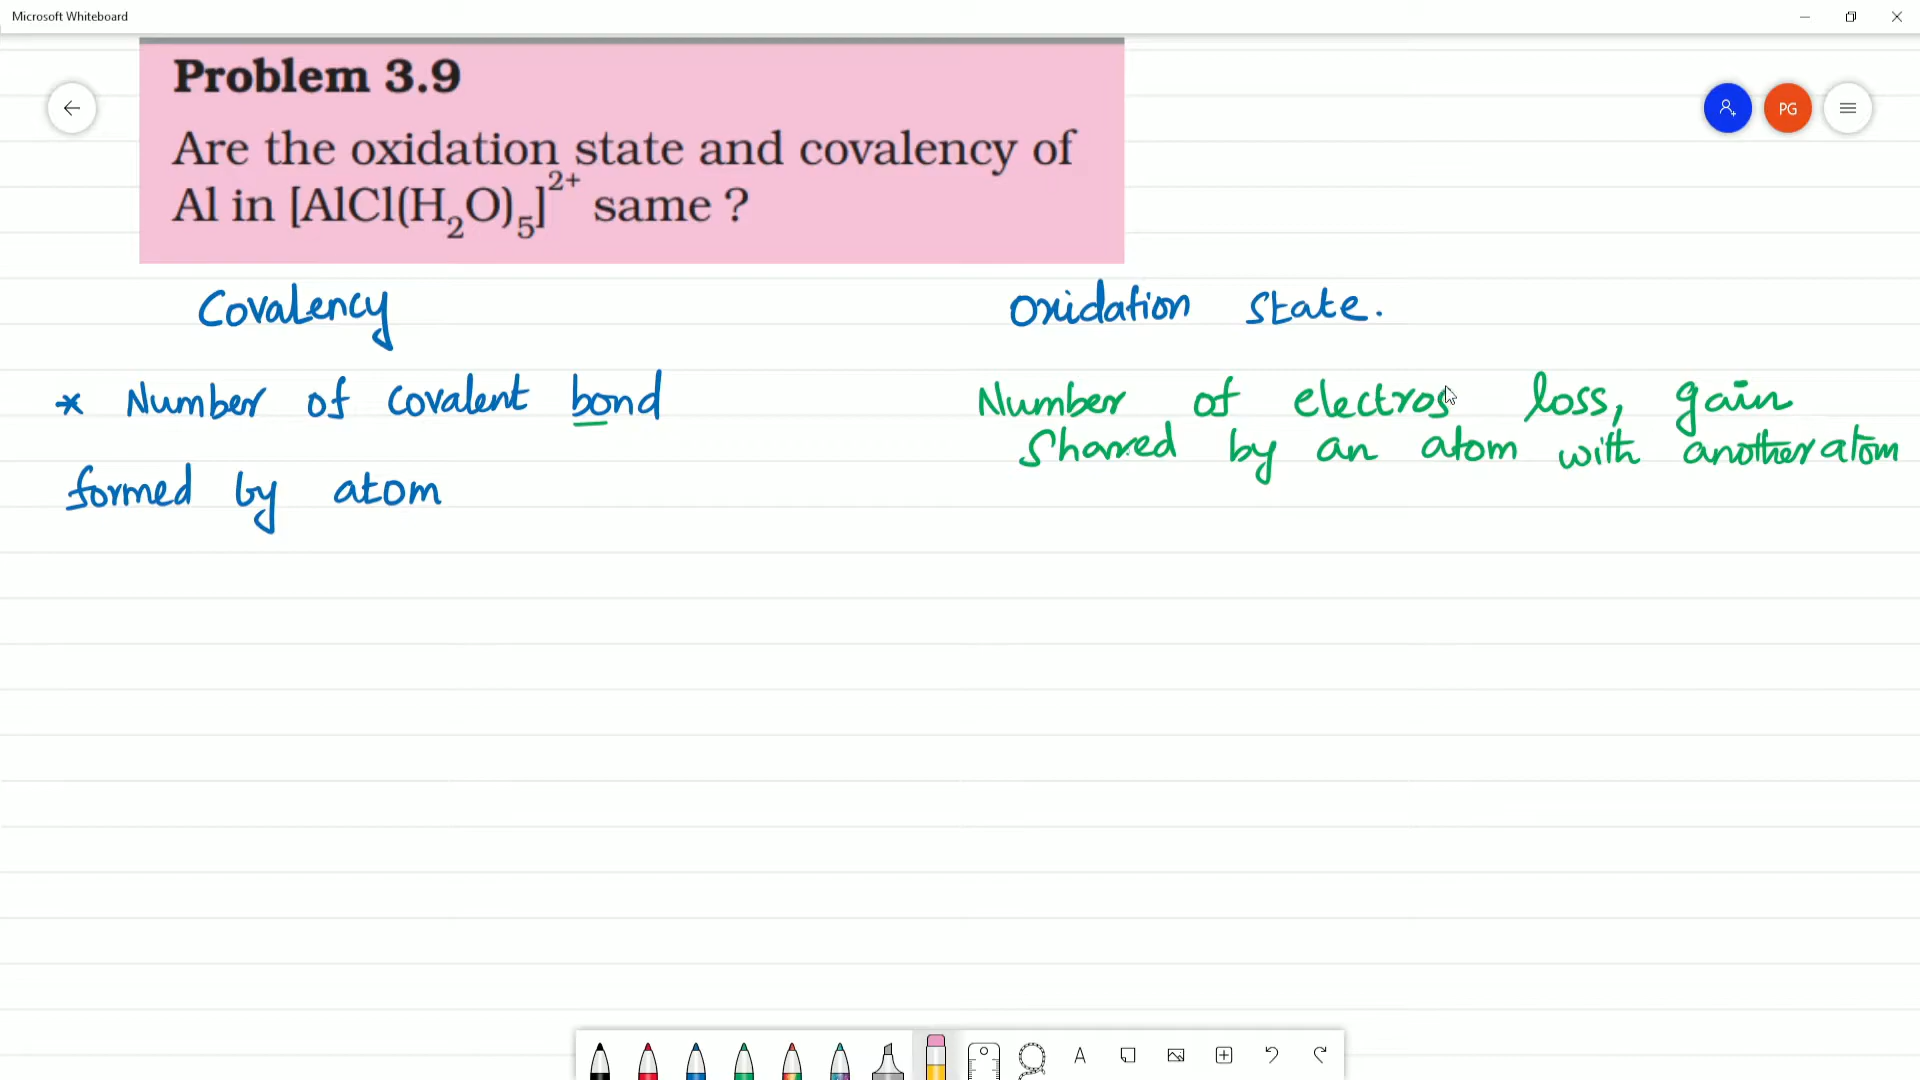 Microsoft Whiteboard
Problem 3.9
Are the oxidation state and covalency of
Al in [AlCl(H₂O)₅]²⁺ same ?
PG
Covalency
Oxidation state.
* Number of covalent bond
formed by atom
Number of electros loss, gain
Shared by an atom with another atom
A